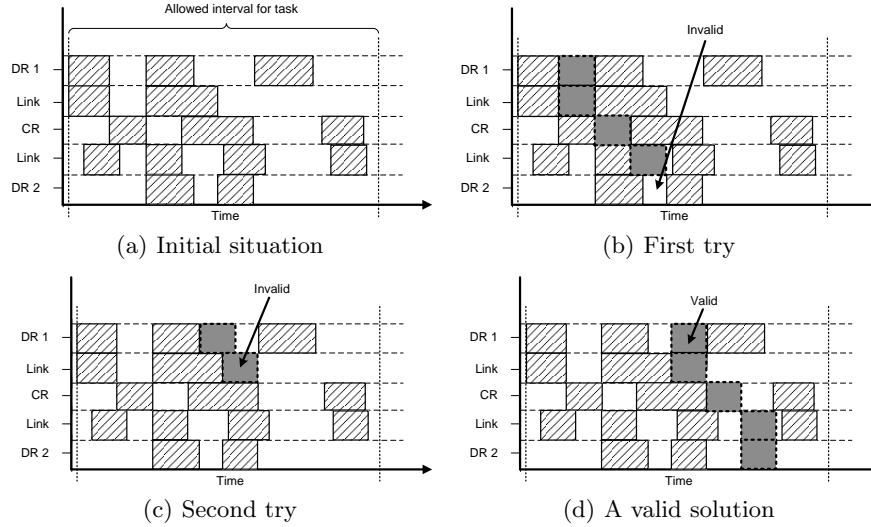 Allowed interval for task
DR 1
Link
CR
Link
DR 2
Time
(a) Initial situation
Invalid
DR 1
Link
CR
Link
DR 2
Time
(b) First try
Invalid
DR 1
Link
CR
Link
DR 2
Time
(c) Second try
Valid
DR 1
Link
CR
Link
DR 2
Time
(d) A valid solution